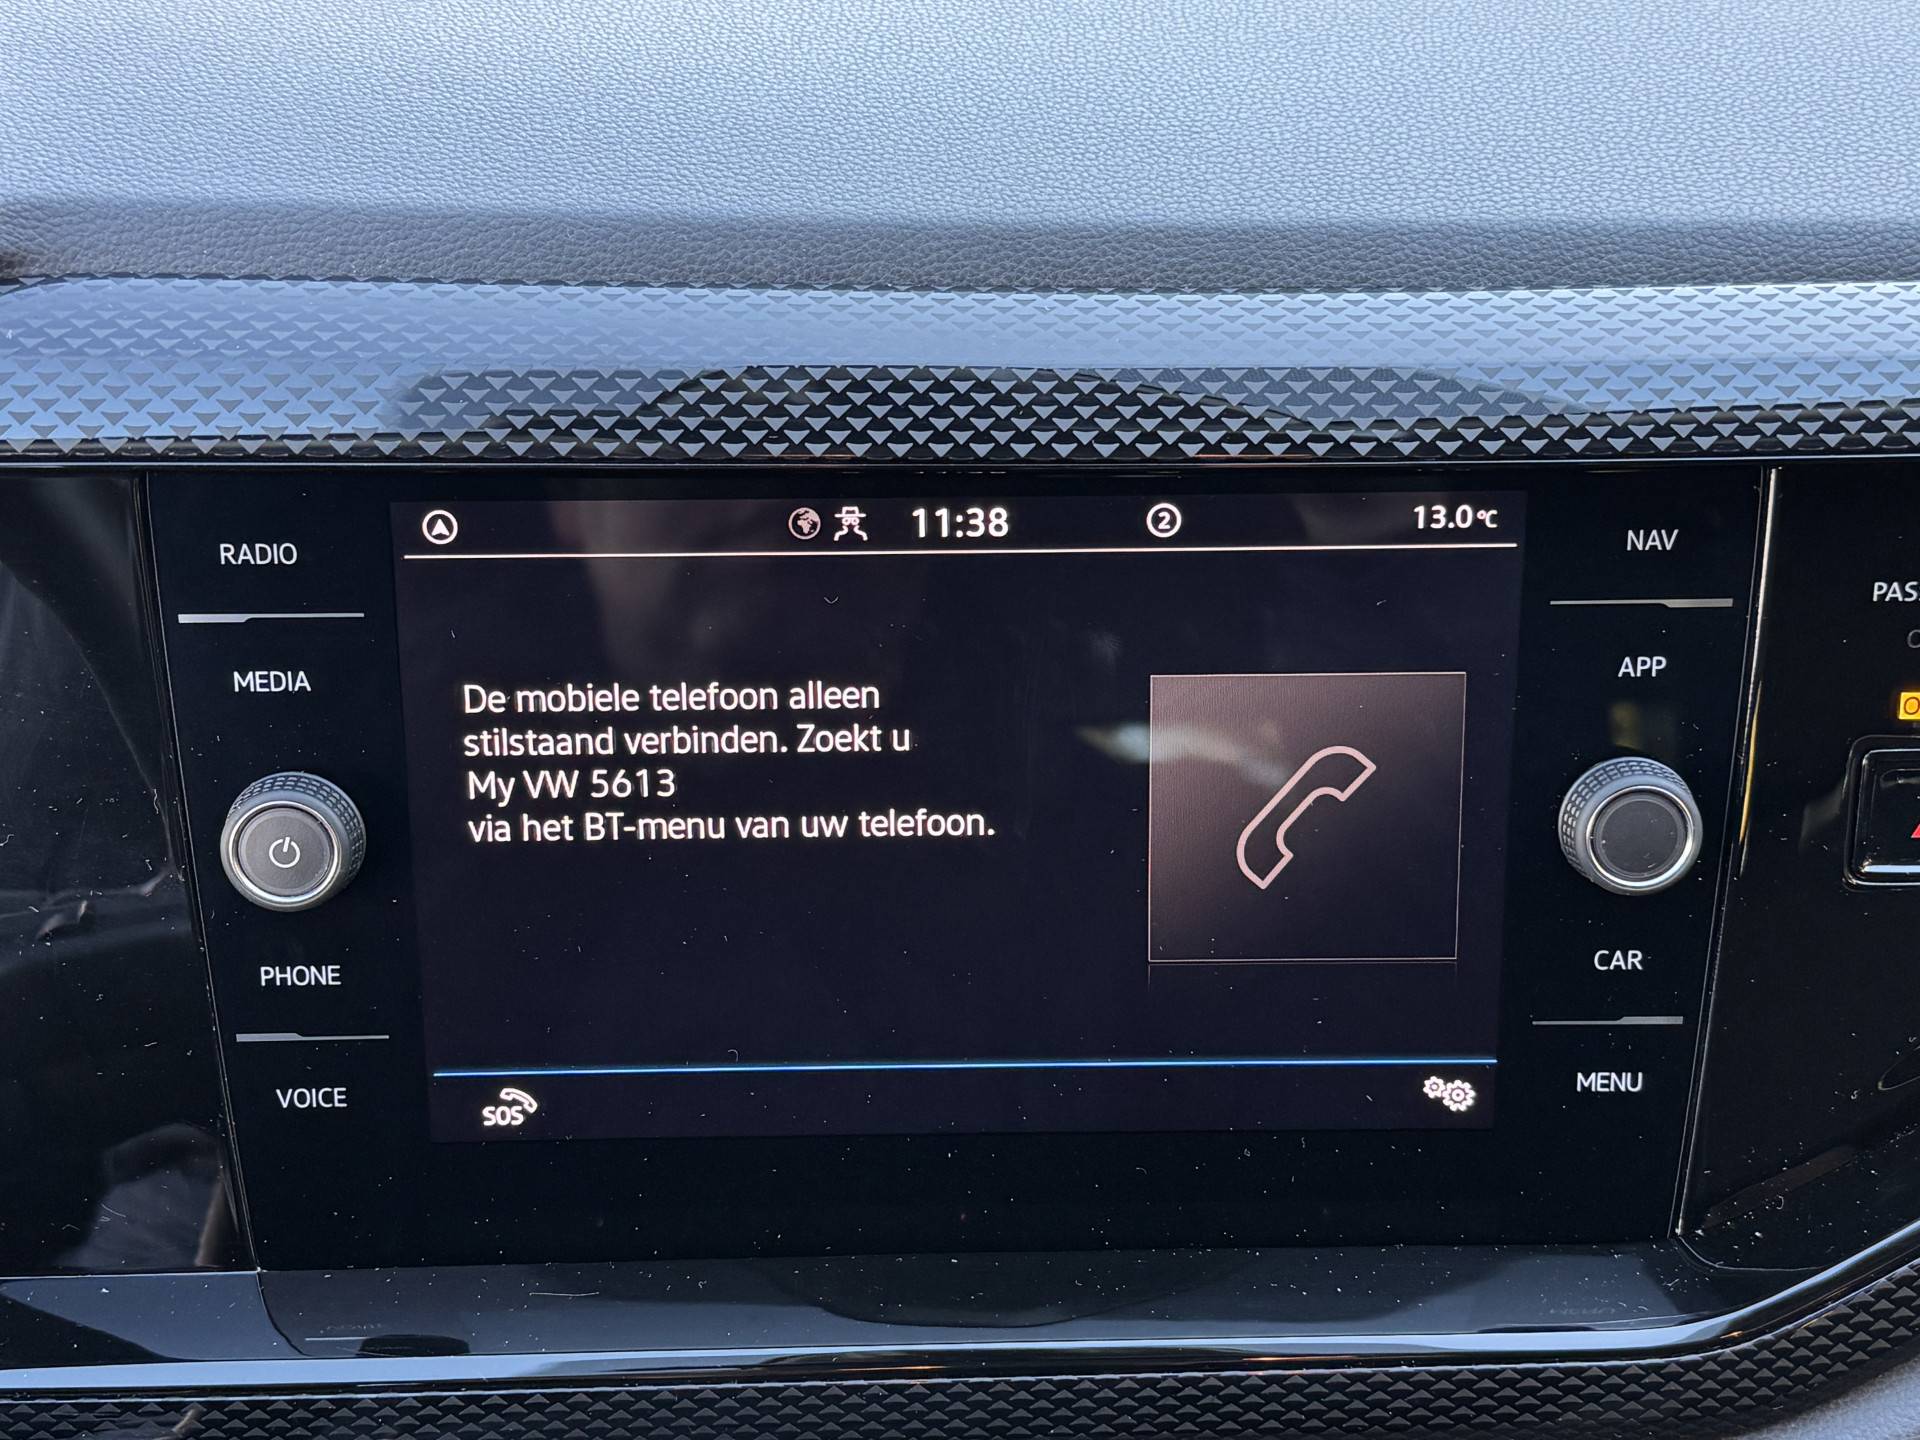 11:38
2
13.0°C
RADIO
MEDIA
PHONE
VOICE
De mobiele telefoon alleen
stilstaand verbinden. Zoekt u
My VW 5613
via het BT-menu van uw telefoon.
SOS
NAV
APP
CAR
MENU